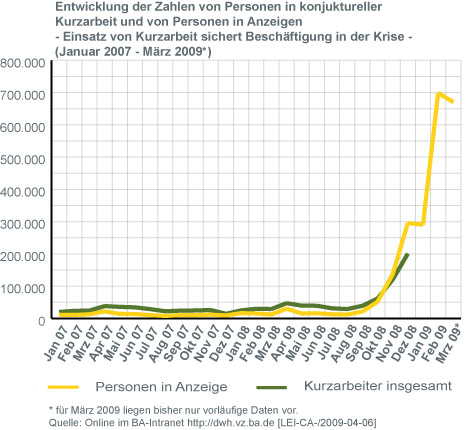 Entwicklung der Zahlen von Personen in konjuktureller
Kurzarbeit und von Personen in Anzeigen
- Einsatz von Kurzarbeit sichert Beschäftigung in der Krise -
(Januar 2007 - März 2009*)
800.000
700.000
600.000
500.000
400.000
300.000
200.000
100.000
0
Jan 07
Feb 07
Mrz 07
Apr 07
Mai 07
Jun 07
Jul 07
Aug 07
Sep 07
Okt 07
Nov 07
Dez 07
Jan 08
Feb 08
Mrz 08
Apr 08
Mai 08
Jun 08
Jul 08
Aug 08
Sep 08
Okt 08
Nov 08
Dez 08
Jan 09
Feb 09
Mrz 09*
Personen in Anzeige
Kurzarbeiter insgesamt
* für März 2009 liegen bisher nur vorläufige Daten vor.
Quelle: Online im BA-Intranet http://dwh.vz.ba.de [LEI-CA-/2009-04-06]